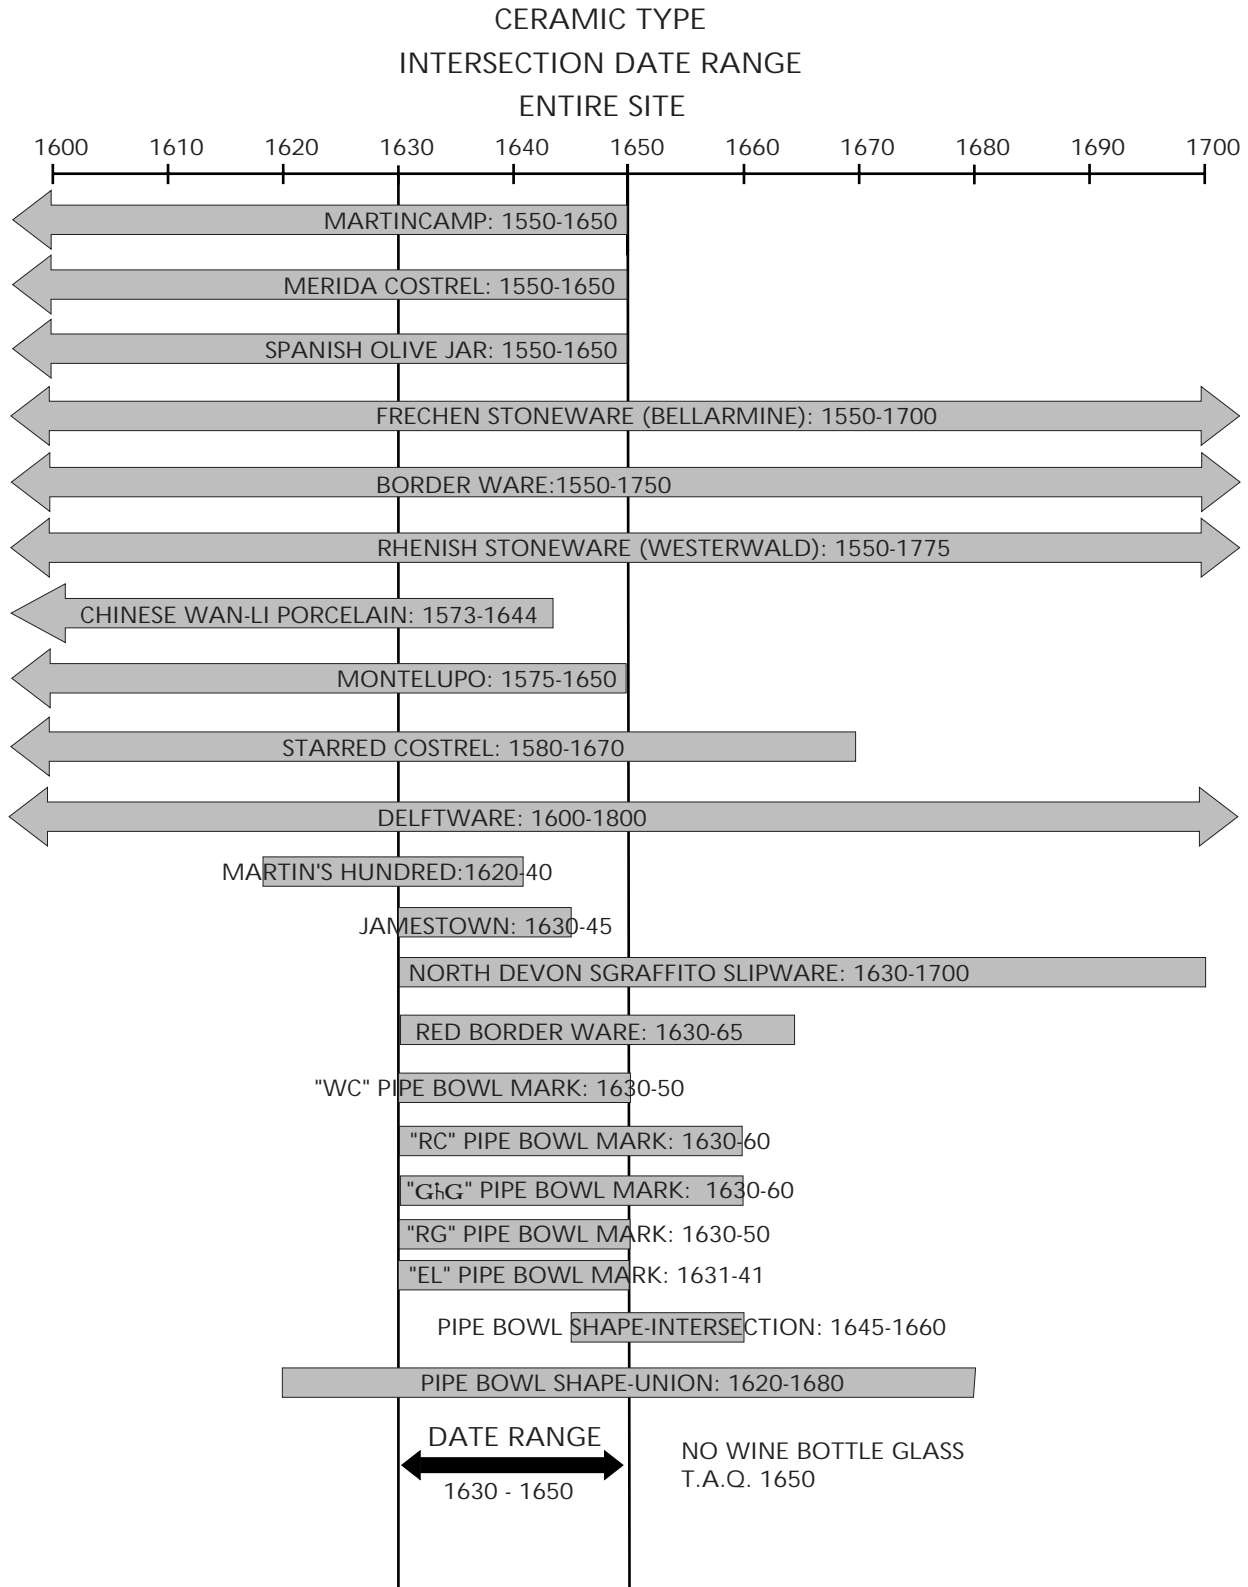 CERAMIC TYPE
INTERSECTION DATE RANGE
ENTIRE SITE
1600 1610 1620 1630 1640 1650 1660 1670 1680 1690 1700
MARTINCAMP: 1550-1650
MERIDA COSTREL: 1550-1650
SPANISH OLIVE JAR: 1550-1650
FRECHEN STONEWARE (BELLARMINE): 1550-1700
BORDER WARE:1550-1750
RHENISH STONEWARE (WESTERWALD): 1550-1775
CHINESE WAN-LI PORCELAIN: 1573-1644
MONTELUPO: 1575-1650
STARRED COSTREL: 1580-1670
DELFTWARE: 1600-1800
MARTIN'S HUNDRED:1620-40
JAMESTOWN: 1630-45
NORTH DEVON SGRAFFITO SLIPWARE: 1630-1700
RED BORDER WARE: 1630-65
"WC" PIPE BOWL MARK: 1630-50
"RC" PIPE BOWL MARK: 1630-60
"GhG" PIPE BOWL MARK: 1630-60
"RG" PIPE BOWL MARK: 1630-50
"EL" PIPE BOWL MARK: 1631-41
PIPE BOWL SHAPE-INTERSECTION: 1645-1660
PIPE BOWL SHAPE-UNION: 1620-1680
DATE RANGE
1630 - 1650
NO WINE BOTTLE GLASS
T.A.Q. 1650